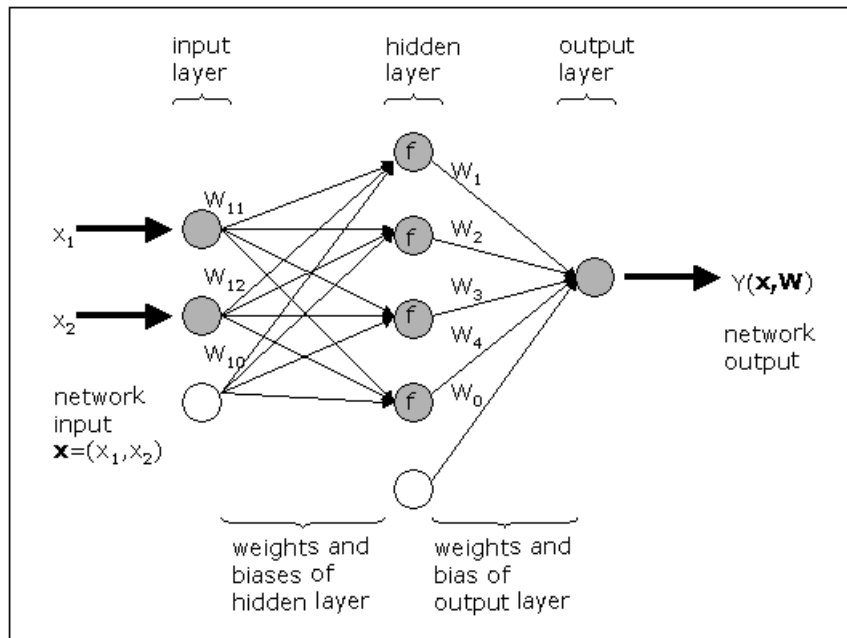 input
layer
hidden
layer
output
layer
f
W₁
W₁₁
f
W₂
x₁
W₁₂
Y(x,W)
f
W₃
x₂
W₄
network
output
W₁₀
f
W₀
network
input
x=(x₁,x₂)
weights and
biases of
hidden layer
weights and
bias of
output layer